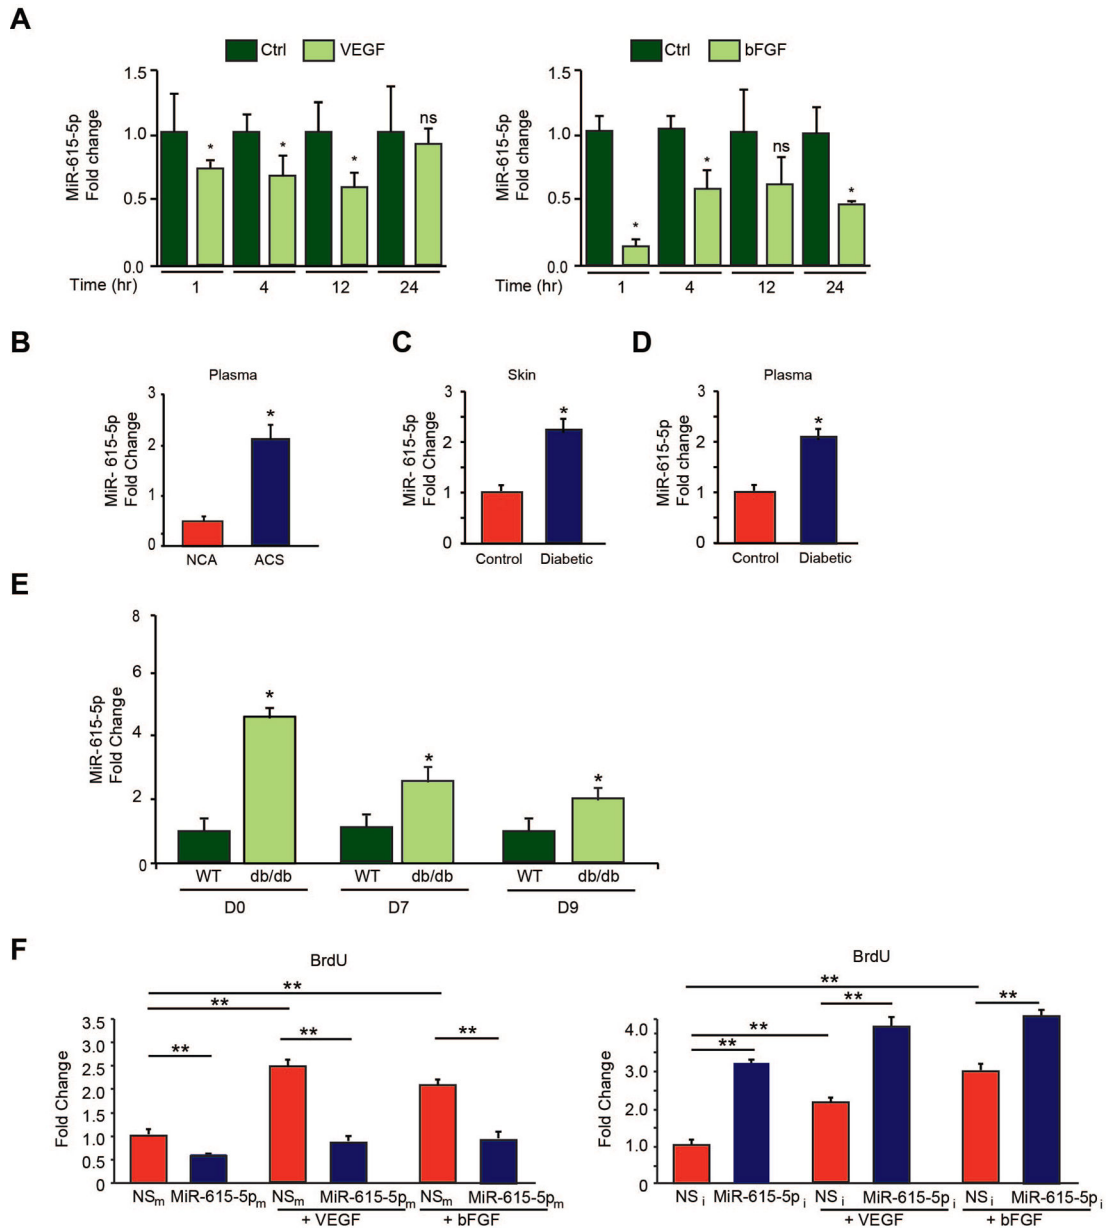 A
Ctrl VEGF
MiR-615-5p
Fold change
1.5
1.0
0.5
0.0
* * * ns
Time (hr) 1 4 12 24
Ctrl bFGF
MiR-615-5p
Fold change
1.5
1.0
0.5
0.0
* * ns *
Time (hr) 1 4 12 24
B
Plasma
MiR- 615-5p
Fold Change
3
2
1
0
*
NCA ACS
C
Skin
MiR- 615-5p
Fold Change
3
2
1
0
*
Control Diabetic
D
Plasma
MiR-615-5p
Fold change
3
2
1
0
*
Control Diabetic
E
MiR-615-5p
Fold Change
8
6
4
2
0
* * *
WT db/db WT db/db WT db/db
D0 D7 D9
F
BrdU
**
**
** ** **
Fold Change
3.5
3.0
2.5
2.0
1.5
1.0
0.5
0
NSm MiR-615-5pm NSm MiR-615-5pm NSm MiR-615-5pm
+ VEGF + bFGF
BrdU
**
** **
**
**
Fold Change
4.0
3.0
2.0
1.0
0
NSi MiR-615-5pi NSi MiR-615-5pi NSi MiR-615-5pi
+ VEGF + bFGF